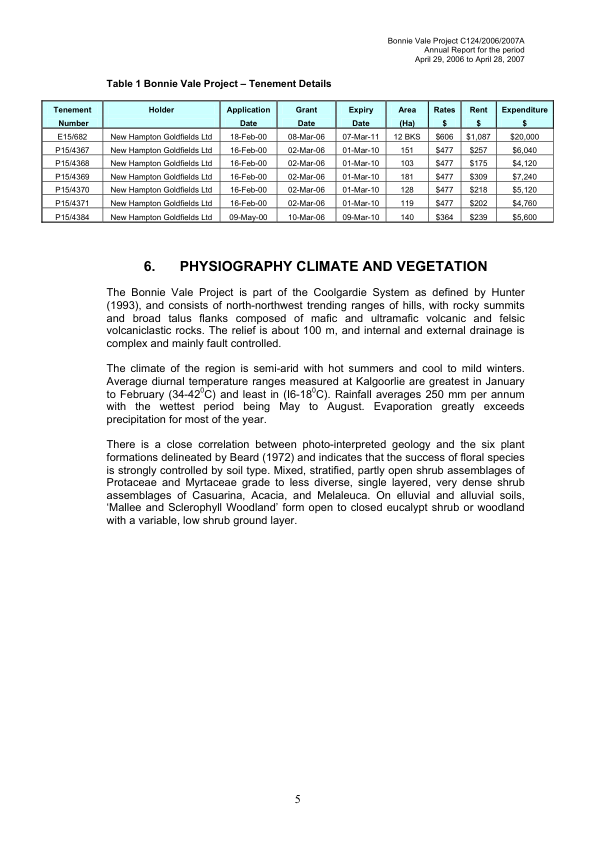 Bonnie Vale Project C124/2006/2007A
Annual Report for the period
April 29, 2006 to April 28, 2007
Table 1 Bonnie Vale Project – Tenement Details
Tenement Number Holder Application Date Grant Date Expiry Date Area (Ha) Rates $ Rent $ Expenditure $
E15/682 New Hampton Goldfields Ltd 18-Feb-00 08-Mar-06 07-Mar-11 12 BKS $606 $1,087 $20,000
P15/4367 New Hampton Goldfields Ltd 16-Feb-00 02-Mar-06 01-Mar-10 151 $477 $257 $6,040
P15/4368 New Hampton Goldfields Ltd 16-Feb-00 02-Mar-06 01-Mar-10 103 $477 $175 $4,120
P15/4369 New Hampton Goldfields Ltd 16-Feb-00 02-Mar-06 01-Mar-10 181 $477 $309 $7,240
P15/4370 New Hampton Goldfields Ltd 16-Feb-00 02-Mar-06 01-Mar-10 128 $477 $218 $5,120
P15/4371 New Hampton Goldfields Ltd 16-Feb-00 02-Mar-06 01-Mar-10 119 $477 $202 $4,760
P15/4384 New Hampton Goldfields Ltd 09-May-00 10-Mar-06 09-Mar-10 140 $364 $239 $5,600
6. PHYSIOGRAPHY CLIMATE AND VEGETATION
The Bonnie Vale Project is part of the Coolgardie System as defined by Hunter
(1993), and consists of north-northwest trending ranges of hills, with rocky summits
and broad talus flanks composed of mafic and ultramafic volcanic and felsic
volcaniclastic rocks. The relief is about 100 m, and internal and external drainage is
complex and mainly fault controlled.
The climate of the region is semi-arid with hot summers and cool to mild winters.
Average diurnal temperature ranges measured at Kalgoorlie are greatest in January
to February (34-42⁰C) and least in (I6-18⁰C). Rainfall averages 250 mm per annum
with the wettest period being May to August. Evaporation greatly exceeds
precipitation for most of the year.
There is a close correlation between photo-interpreted geology and the six plant
formations delineated by Beard (1972) and indicates that the success of floral species
is strongly controlled by soil type. Mixed, stratified, partly open shrub assemblages of
Protaceae and Myrtaceae grade to less diverse, single layered, very dense shrub
assemblages of Casuarina, Acacia, and Melaleuca. On elluvial and alluvial soils,
‘Mallee and Sclerophyll Woodland’ form open to closed eucalypt shrub or woodland
with a variable, low shrub ground layer.
5